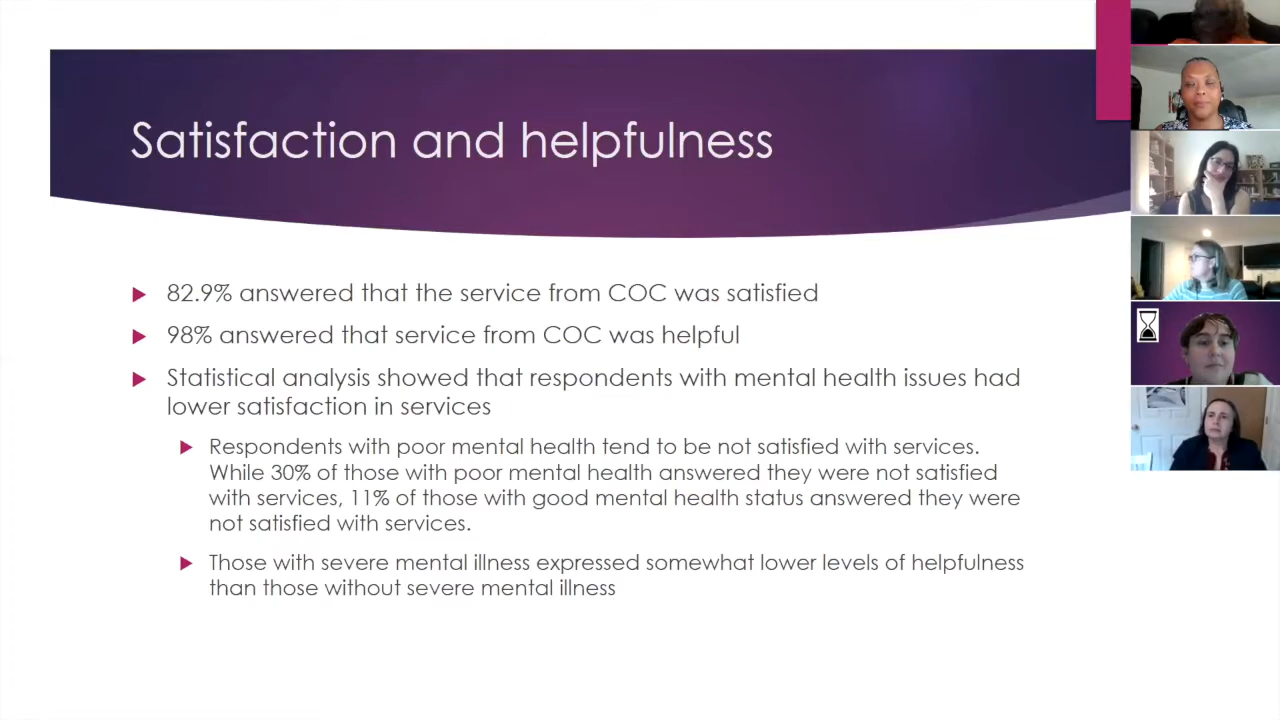 Satisfaction and helpfulness
82.9% answered that the service from COC was satisfied
98% answered that service from COC was helpful
Statistical analysis showed that respondents with mental health issues had
lower satisfaction in services
Respondents with poor mental health tend to be not satisfied with services.
While 30% of those with poor mental health answered they were not satisfied
with services, 11% of those with good mental health status answered they were
not satisfied with services.
Those with severe mental illness expressed somewhat lower levels of helpfulness
than those without severe mental illness